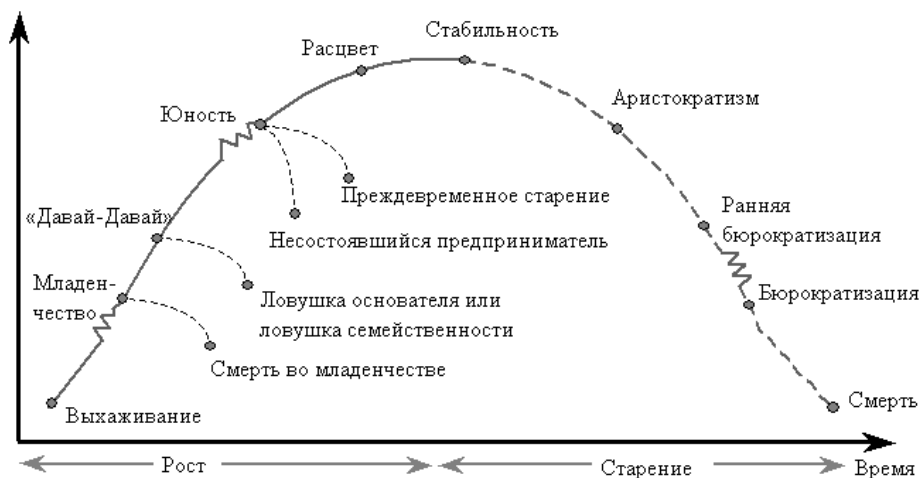 Стабильность
Расцвет
Аристократизм
Юность
Преждевременное старение
«Давай-Давай»
Несостоявшийся предприниматель
Ранняя
бюрократизация
Младен-
чество
Ловушка основателя или
ловушка семейственности
Бюрократизация
Смерть во младенчестве
Выхаживание
Смерть
Рост
Старение
Время